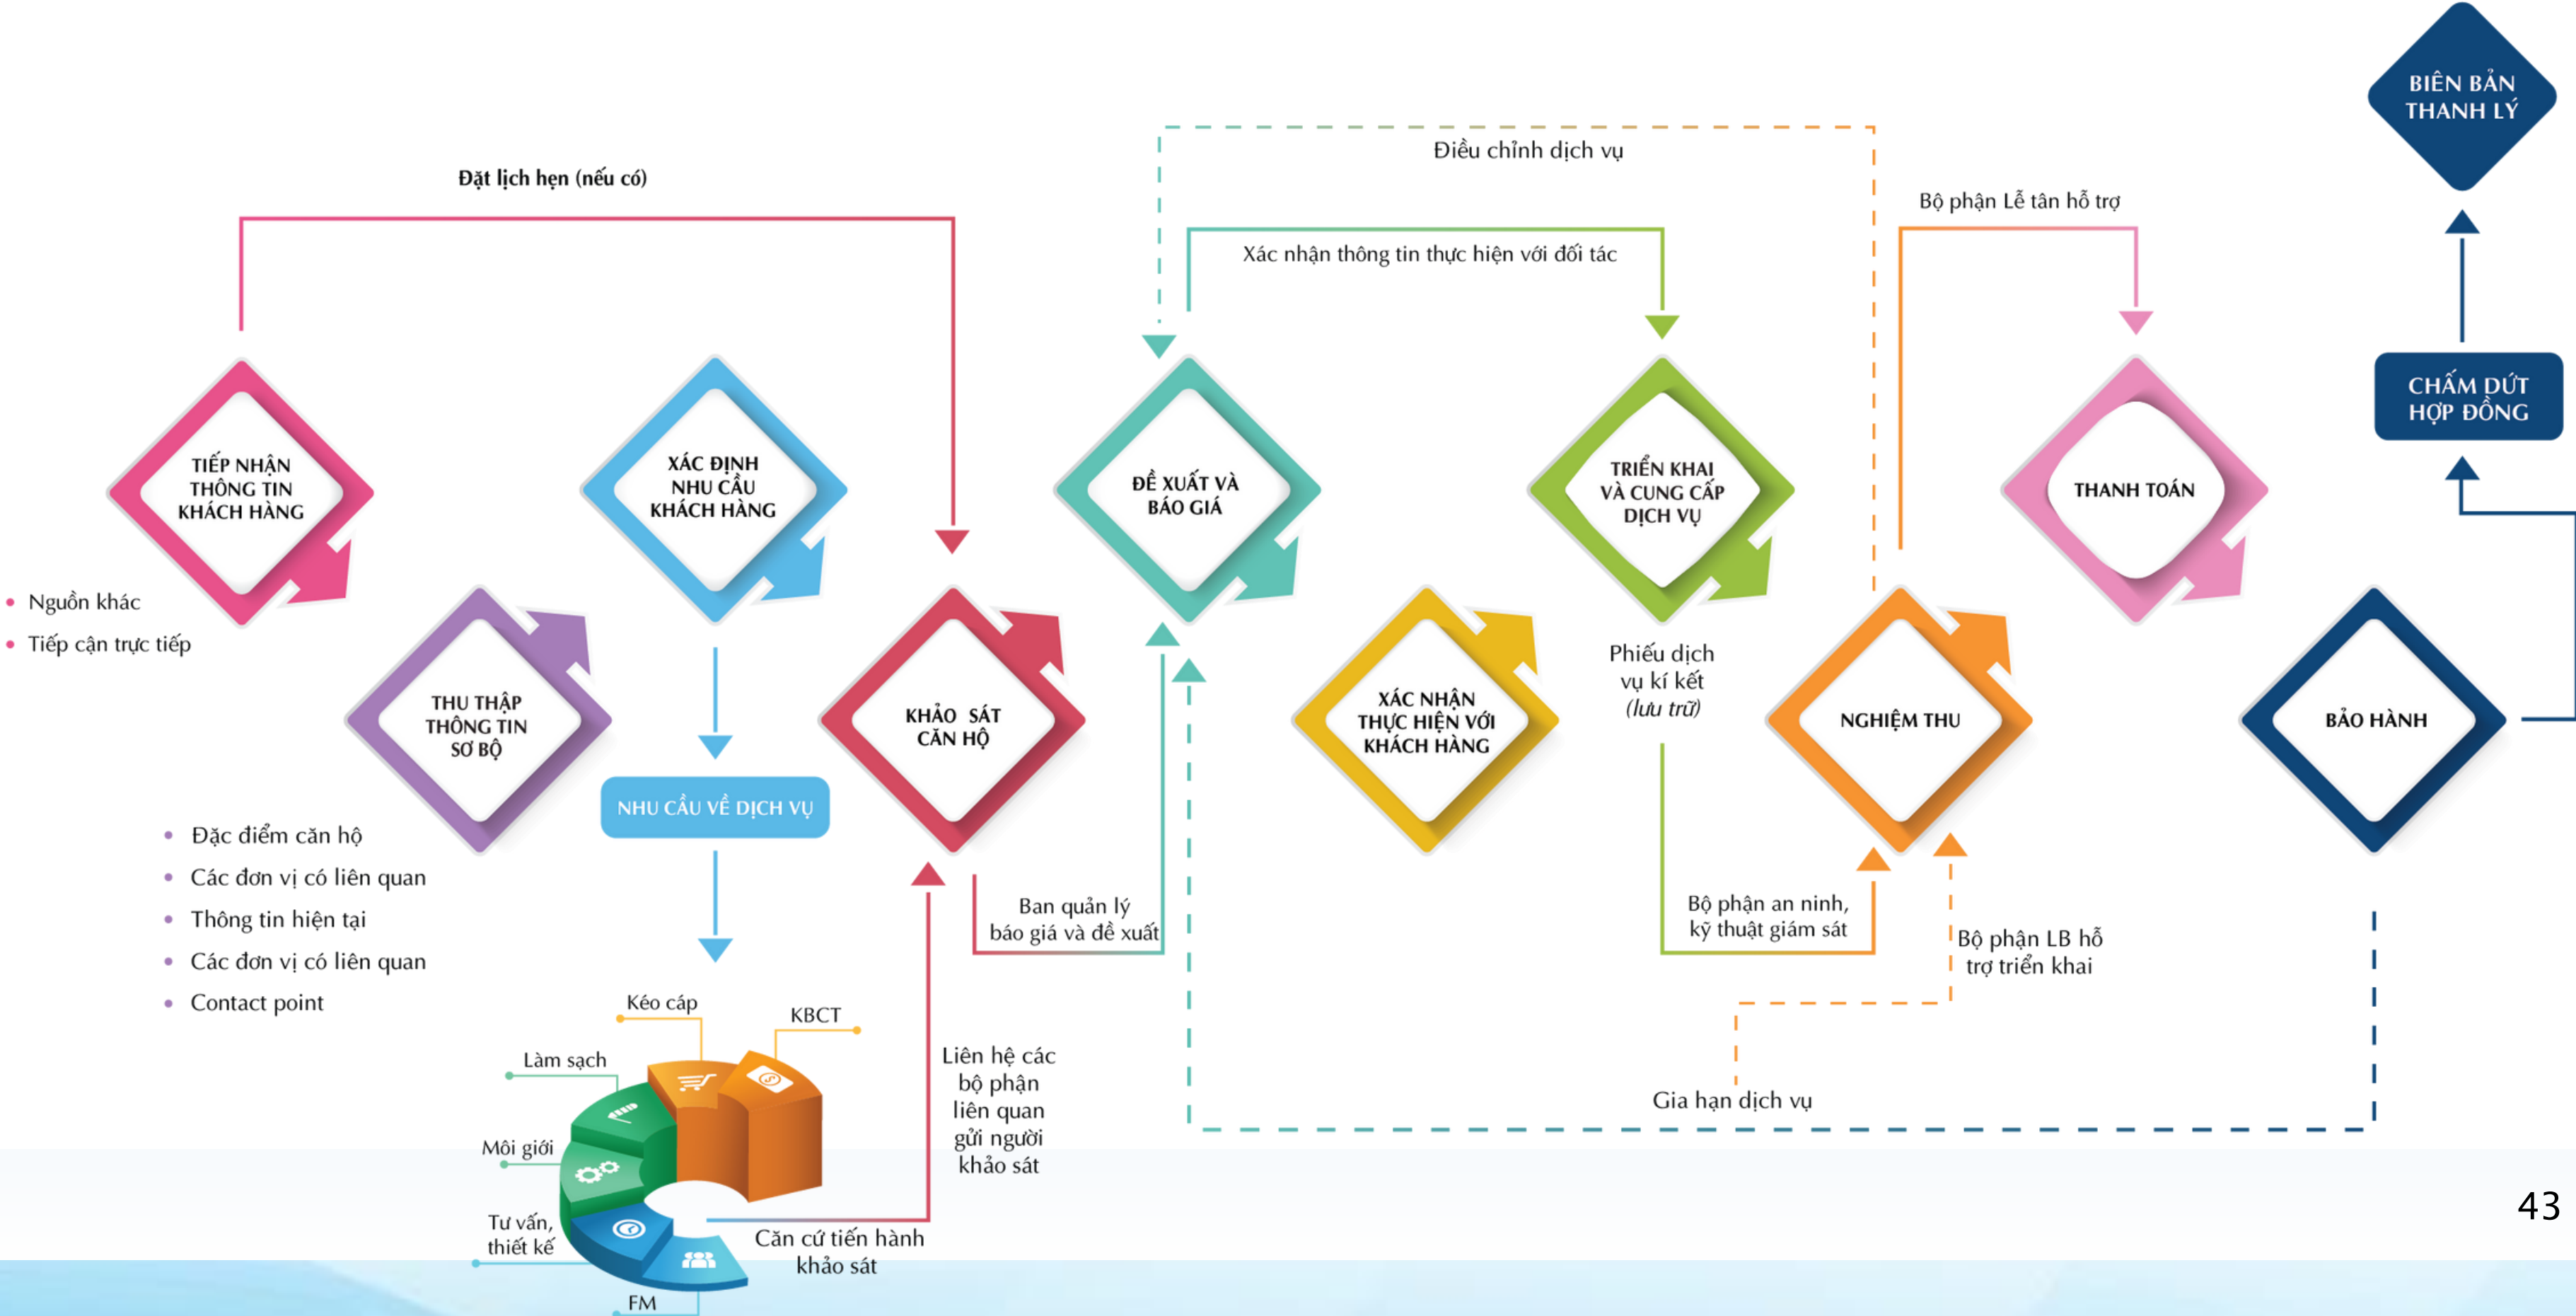 BIÊN BẢN
THANH LÝ
Điều chỉnh dịch vụ
Đặt lịch hẹn (nếu có)
Bộ phận Lễ tân hỗ trợ
Xác nhận thông tin thực hiện với đối tác
CHẤM DỨT
HỢP ĐỒNG
TIẾP NHẬN
THÔNG TIN
KHÁCH HÀNG
XÁC ĐỊNH
NHU CẦU
KHÁCH HÀNG
ĐỀ XUẤT VÀ
BÁO GIÁ
TRIỂN KHAI
VÀ CUNG CẤP
DỊCH VỤ
THANH TOÁN
Nguồn khác
Tiếp cận trực tiếp
THU THẬP
THÔNG TIN
SƠ BỘ
KHẢO SÁT
CĂN HỘ
XÁC NHẬN
THỰC HIỆN VỚI
KHÁCH HÀNG
Phiếu dịch
vụ kí kết
(lưu trữ)
NGHIỆM THU
BẢO HÀNH
NHU CẦU VỀ DỊCH VỤ
Đặc điểm căn hộ
Các đơn vị có liên quan
Thông tin hiện tại
Các đơn vị có liên quan
Contact point
Ban quản lý
báo giá và đề xuất
Bộ phận an ninh,
kỹ thuật giám sát
Bộ phận LB hỗ
trợ triển khai
Kéo cáp
KBCT
Làm sạch
Môi giới
Tư vấn,
thiết kế
FM
Liên hệ các
bộ phận
liên quan
gửi người
khảo sát
Căn cứ tiến hành
khảo sát
Gia hạn dịch vụ
43